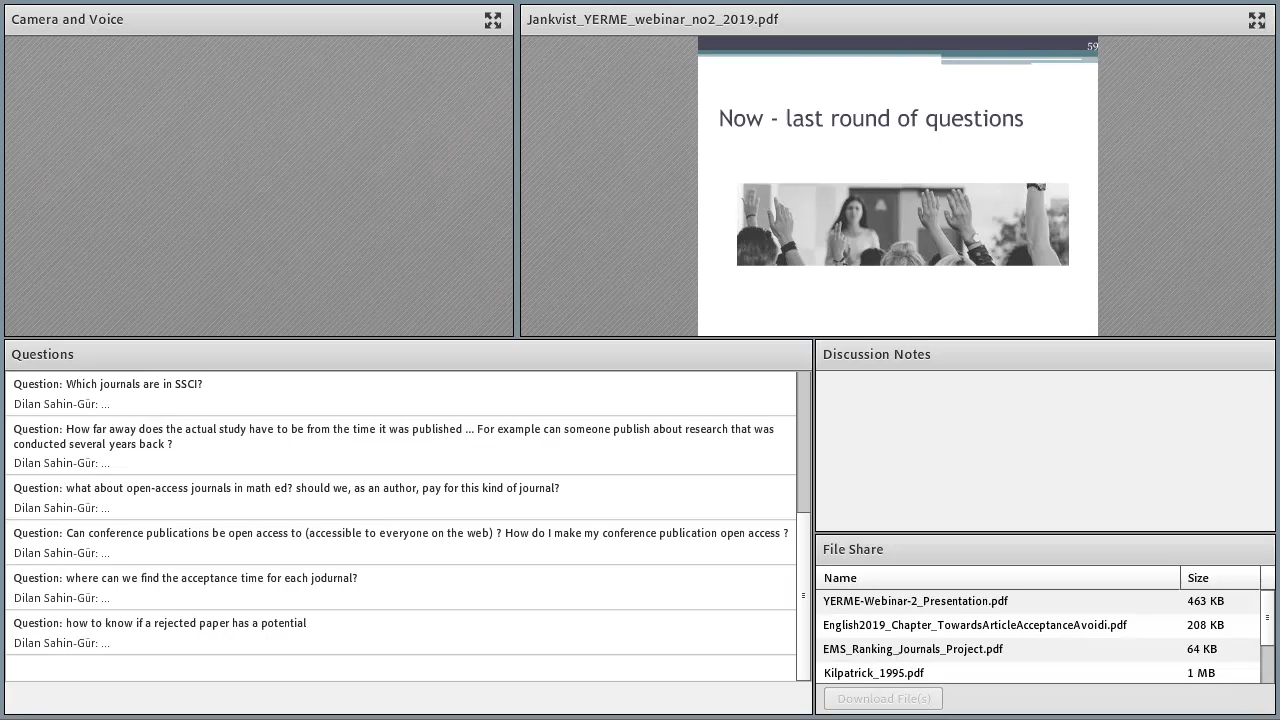 Camera and Voice
Jankvist_YERME_webinar_no2_2019.pdf
59
Now - last round of questions
Questions
Question: Which journals are in SSCI?
Dilan Sahin-Gür: ...
Question: How far away does the actual study have to be from the time it was published ... For example can someone publish about research that was
conducted several years back ?
Dilan Sahin-Gür: ...
Question: what about open-access journals in math ed? should we, as an author, pay for this kind of journal?
Dilan Sahin-Gür: ...
Question: Can conference publications be open access to (accessible to everyone on the web) ? How do I make my conference publication open access ?
Dilan Sahin-Gür: ...
Question: where can we find the acceptance time for each jodurnal?
Dilan Sahin-Gür: ...
Question: how to know if a rejected paper has a potential
Dilan Sahin-Gür: ...
Discussion Notes
File Share
Name Size
YERME-Webinar-2_Presentation.pdf 463 KB
English2019_Chapter_TowardsArticleAcceptanceAvoidi.pdf 208 KB
EMS_Ranking_Journals_Project.pdf 64 KB
Kilpatrick_1995.pdf 1 MB
Download File(s)